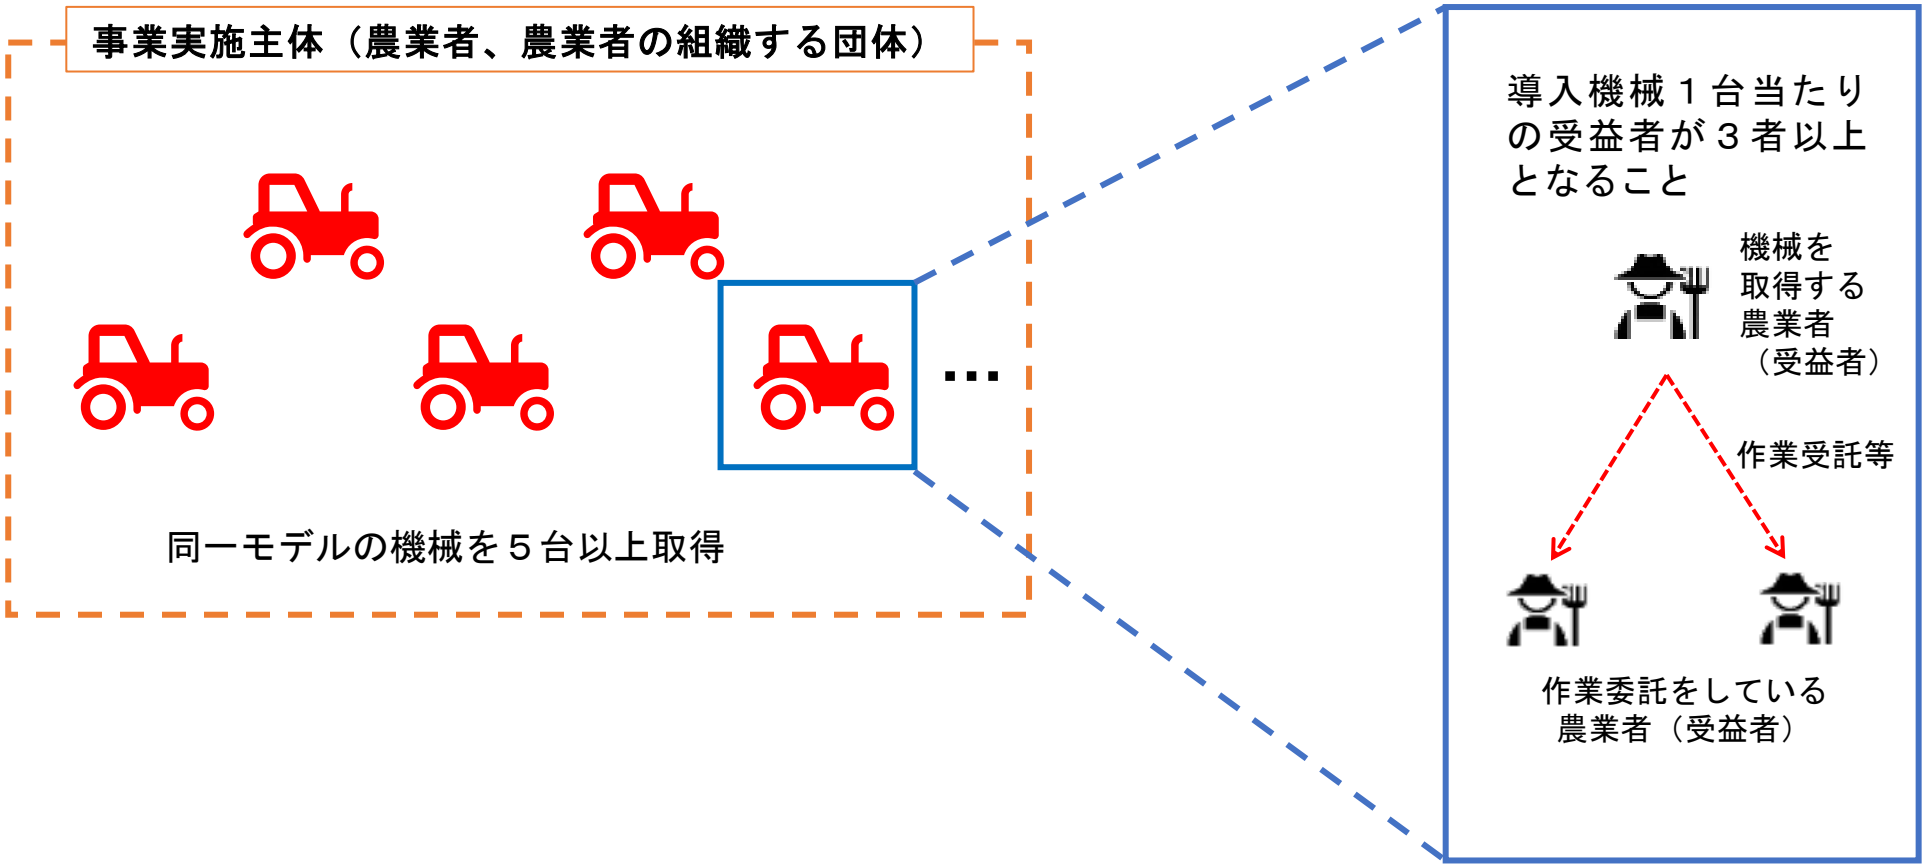 事業実施主体（農業者、農業者の組織する団体）
同一モデルの機械を５台以上取得
…
導入機械１台当たり
の受益者が３者以上
となること
機械を
取得する
農業者
（受益者）
作業受託等
作業委託をしている
農業者（受益者）